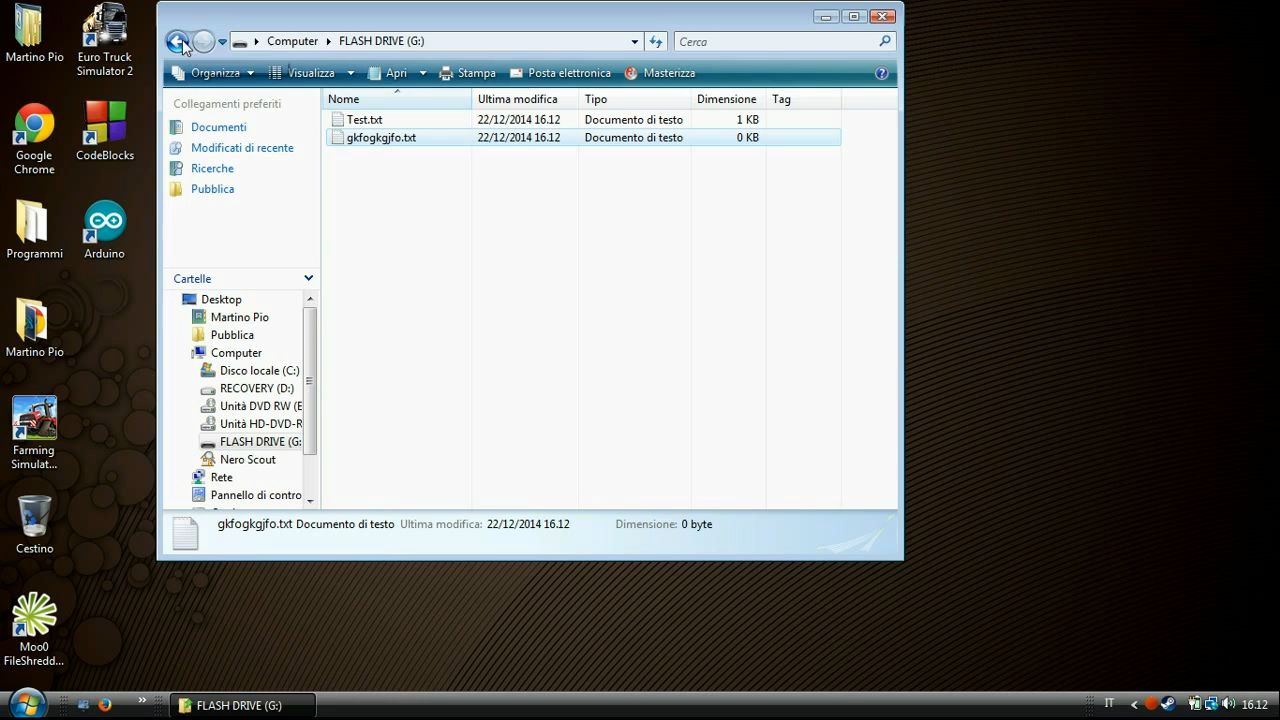 Martino Pio
Euro Truck
Simulator 2
Google
Chrome
CodeBlocks
Programmi
Arduino
Martino Pio
Farming
Simulat...
Cestino
Moo0
FileShredd...
Computer
FLASH DRIVE (G:)
Cerca
Organizza
Visualizza
Apri
Stampa
Posta elettronica
Masterizza
Collegamenti preferiti
Documenti
Modificati di recente
Ricerche
Pubblica
Cartelle
Desktop
Martino Pio
Pubblica
Computer
Disco locale (C:)
RECOVERY (D:)
Unità DVD RW (E
Unità HD-DVD-R
FLASH DRIVE (G:
Nero Scout
Rete
Pannello di contro
Nome Ultima modifica Tipo Dimensione Tag
Test.txt 22/12/2014 16.12 Documento di testo 1 KB
gkfogkgjfo.txt 22/12/2014 16.12 Documento di testo 0 KB
gkfogkgjfo.txt Documento di testo Ultima modifica: 22/12/2014 16.12 Dimensione: 0 byte
FLASH DRIVE (G:)
IT
16.12